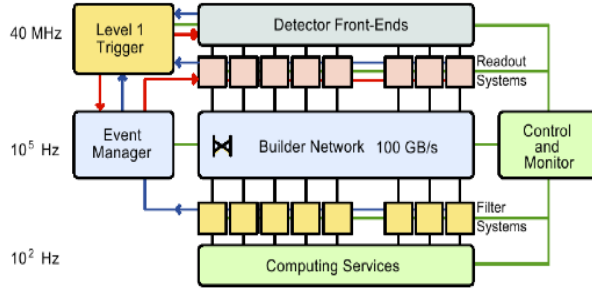 40 MHz
Level 1
Trigger
Detector Front-Ends
Readout
Systems
10⁵ Hz
Event
Manager
Builder Network 100 GB/s
Control
and
Monitor
Filter
Systems
10² Hz
Computing Services